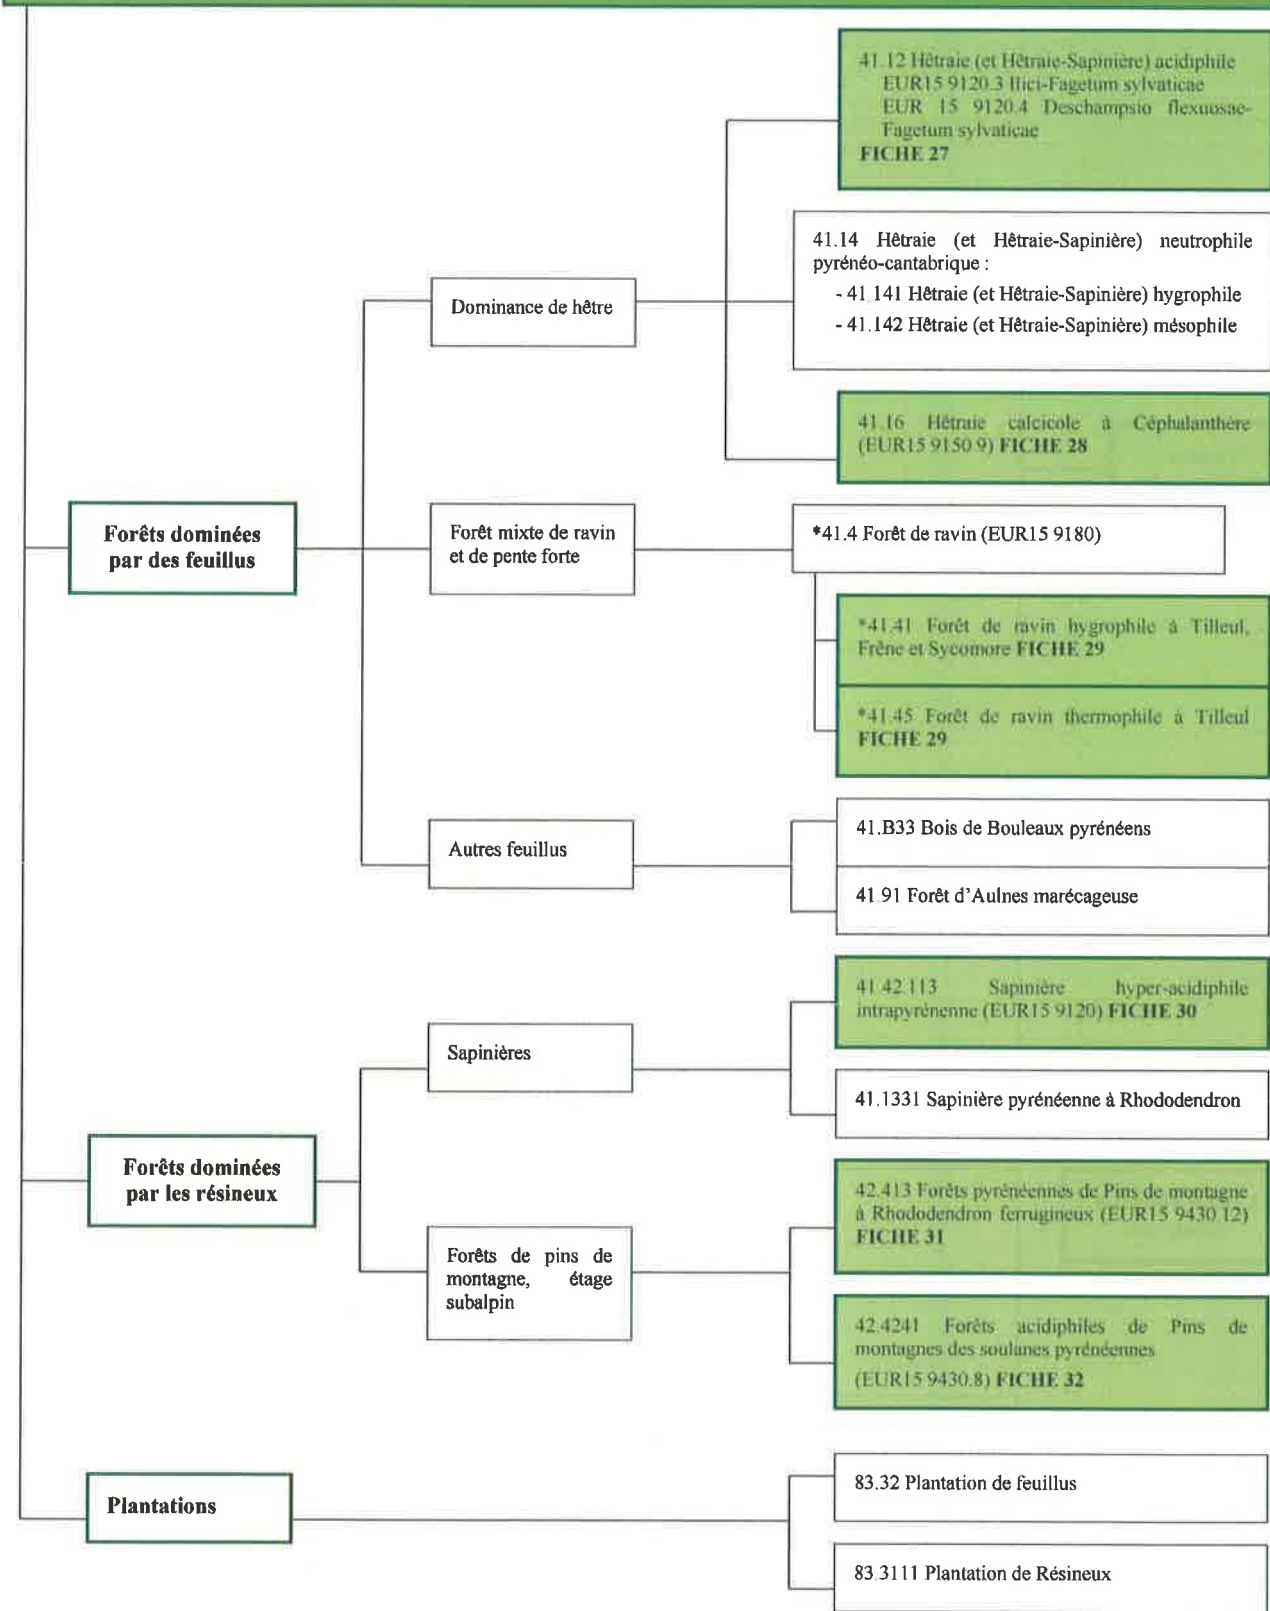 41.12 Hêtraie (et Hêtraie-Sapinière) acidiphile
EUR15 9120.3 Ilici-Fagetum sylvaticae
EUR 15 9120.4 Deschampsio flexuosae-
Fagetum sylvaticae
FICHE 27
41.14 Hêtraie (et Hêtraie-Sapinière) neutrophile
pyrénéo-cantabrique :
- 41.141 Hêtraie (et Hêtraie-Sapinière) hygrophile
- 41.142 Hêtraie (et Hêtraie-Sapinière) mésophile
Dominance de hêtre
41.16 Hêtraie calcicole à Céphalanthère
(EUR15 9150.9) FICHE 28
Forêts dominées
par des feuillus
Forêt mixte de ravin
et de pente forte
*41.4 Forêt de ravin (EUR15 9180)
*41.41 Forêt de ravin hygrophile à Tilleul,
Frêne et Sycomore FICHE 29
*41.45 Forêt de ravin thermophile à Tilleul
FICHE 29
Autres feuillus
41.B33 Bois de Bouleaux pyrénéens
41.91 Forêt d'Aulnes marécageuse
Forêts dominées
par les résineux
Sapinières
41.42.113 Sapinière hyper-acidiphile
intrapyrénenne (EUR15 9120) FICHE 30
41.1331 Sapinière pyrénéenne à Rhododendron
Forêts de pins de
montagne, étage
subalpin
42.413 Forêts pyrénéennes de Pins de montagne
à Rhododendron ferrugineux (EUR15 9430.12)
FICHE 31
42.4241 Forêts acidiphiles de Pins de
montagnes des soulanes pyrénéennes
(EUR15 9430.8) FICHE 32
Plantations
83.32 Plantation de feuillus
83.3111 Plantation de Résineux